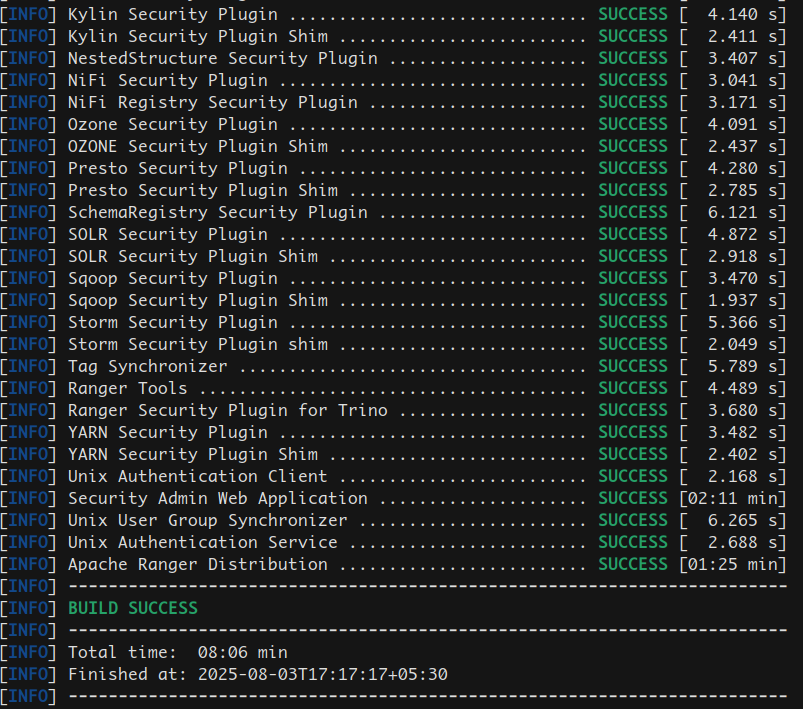 [INFO] Kylin Security Plugin .............................. SUCCESS [  4.140 s]
[INFO] Kylin Security Plugin Shim ......................... SUCCESS [  2.411 s]
[INFO] NestedStructure Security Plugin .................... SUCCESS [  3.407 s]
[INFO] NiFi Security Plugin ............................... SUCCESS [  3.041 s]
[INFO] NiFi Registry Security Plugin ...................... SUCCESS [  3.171 s]
[INFO] Ozone Security Plugin .............................. SUCCESS [  4.091 s]
[INFO] OZONE Security Plugin Shim ......................... SUCCESS [  2.437 s]
[INFO] Presto Security Plugin ............................. SUCCESS [  4.280 s]
[INFO] Presto Security Plugin Shim ........................ SUCCESS [  2.785 s]
[INFO] SchemaRegistry Security Plugin ..................... SUCCESS [  6.121 s]
[INFO] SOLR Security Plugin ............................... SUCCESS [  4.872 s]
[INFO] SOLR Security Plugin Shim .......................... SUCCESS [  2.918 s]
[INFO] Sqoop Security Plugin .............................. SUCCESS [  3.470 s]
[INFO] Sqoop Security Plugin Shim ......................... SUCCESS [  1.937 s]
[INFO] Storm Security Plugin .............................. SUCCESS [  5.366 s]
[INFO] Storm Security Plugin shim ......................... SUCCESS [  2.049 s]
[INFO] Tag Synchronizer ................................... SUCCESS [  5.789 s]
[INFO] Ranger Tools ....................................... SUCCESS [  4.489 s]
[INFO] Ranger Security Plugin for Trino ................... SUCCESS [  3.680 s]
[INFO] YARN Security Plugin ............................... SUCCESS [  3.482 s]
[INFO] YARN Security Plugin Shim .......................... SUCCESS [  2.402 s]
[INFO] Unix Authentication Client ......................... SUCCESS [  2.168 s]
[INFO] Security Admin Web Application ..................... SUCCESS [02:11 min]
[INFO] Unix User Group Synchronizer ....................... SUCCESS [  6.265 s]
[INFO] Unix Authentication Service ........................ SUCCESS [  2.688 s]
[INFO] Apache Ranger Distribution ......................... SUCCESS [01:25 min]
[INFO] ------------------------------------------------------------------------
[INFO] BUILD SUCCESS
[INFO] ------------------------------------------------------------------------
[INFO] Total time:  08:06 min
[INFO] Finished at: 2025-08-03T17:17:17+05:30
[INFO] ------------------------------------------------------------------------